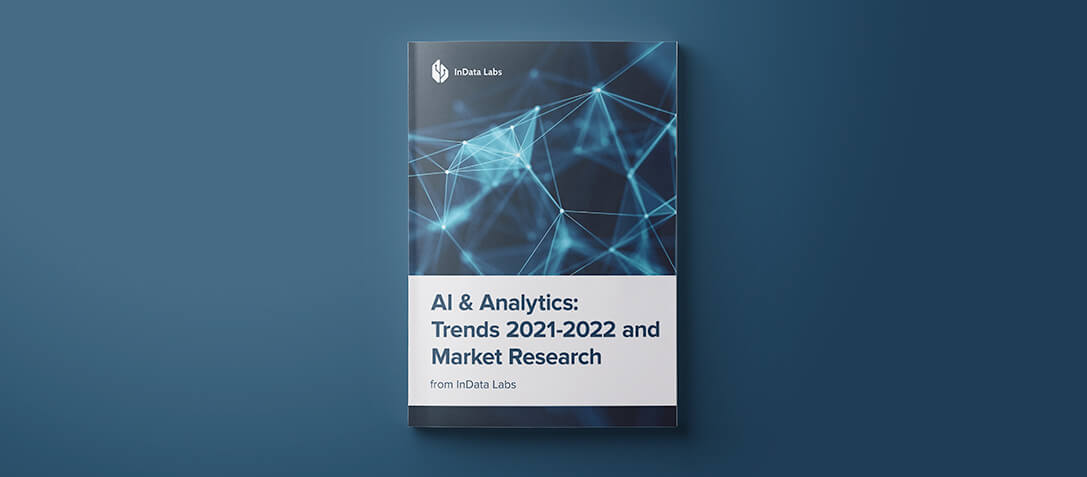 InData Labs
AI & Analytics:
Trends 2021-2022 and
Market Research
from InData Labs